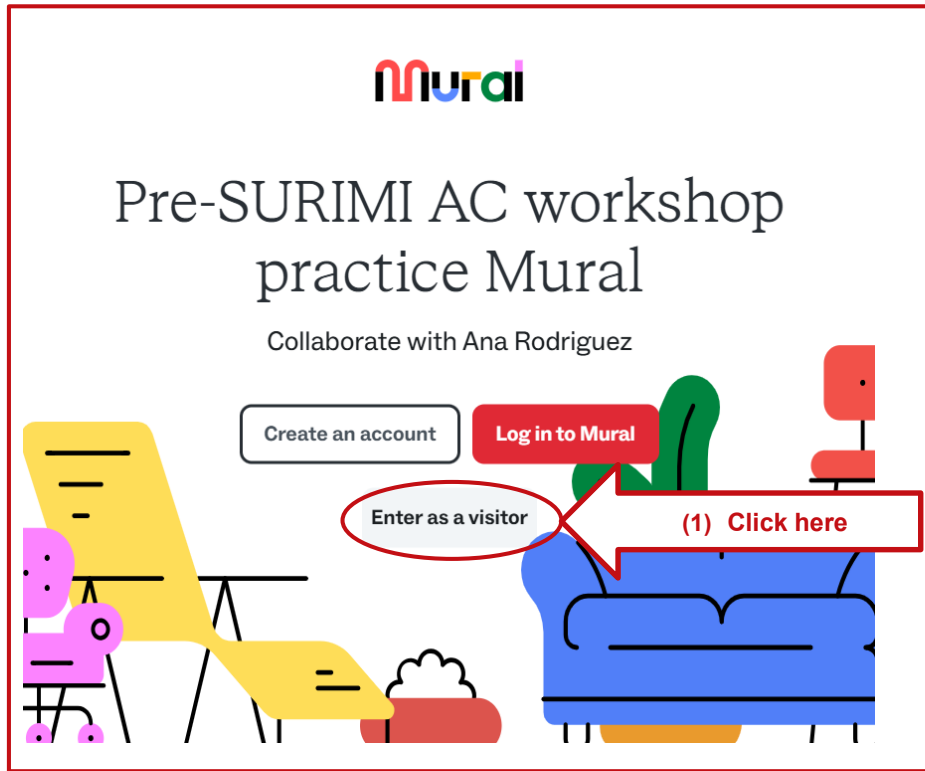 Mural
Pre-SURIMI AC workshop
practice Mural
Collaborate with Ana Rodriguez
Create an account
Log in to Mural
Enter as a visitor
(1) Click here